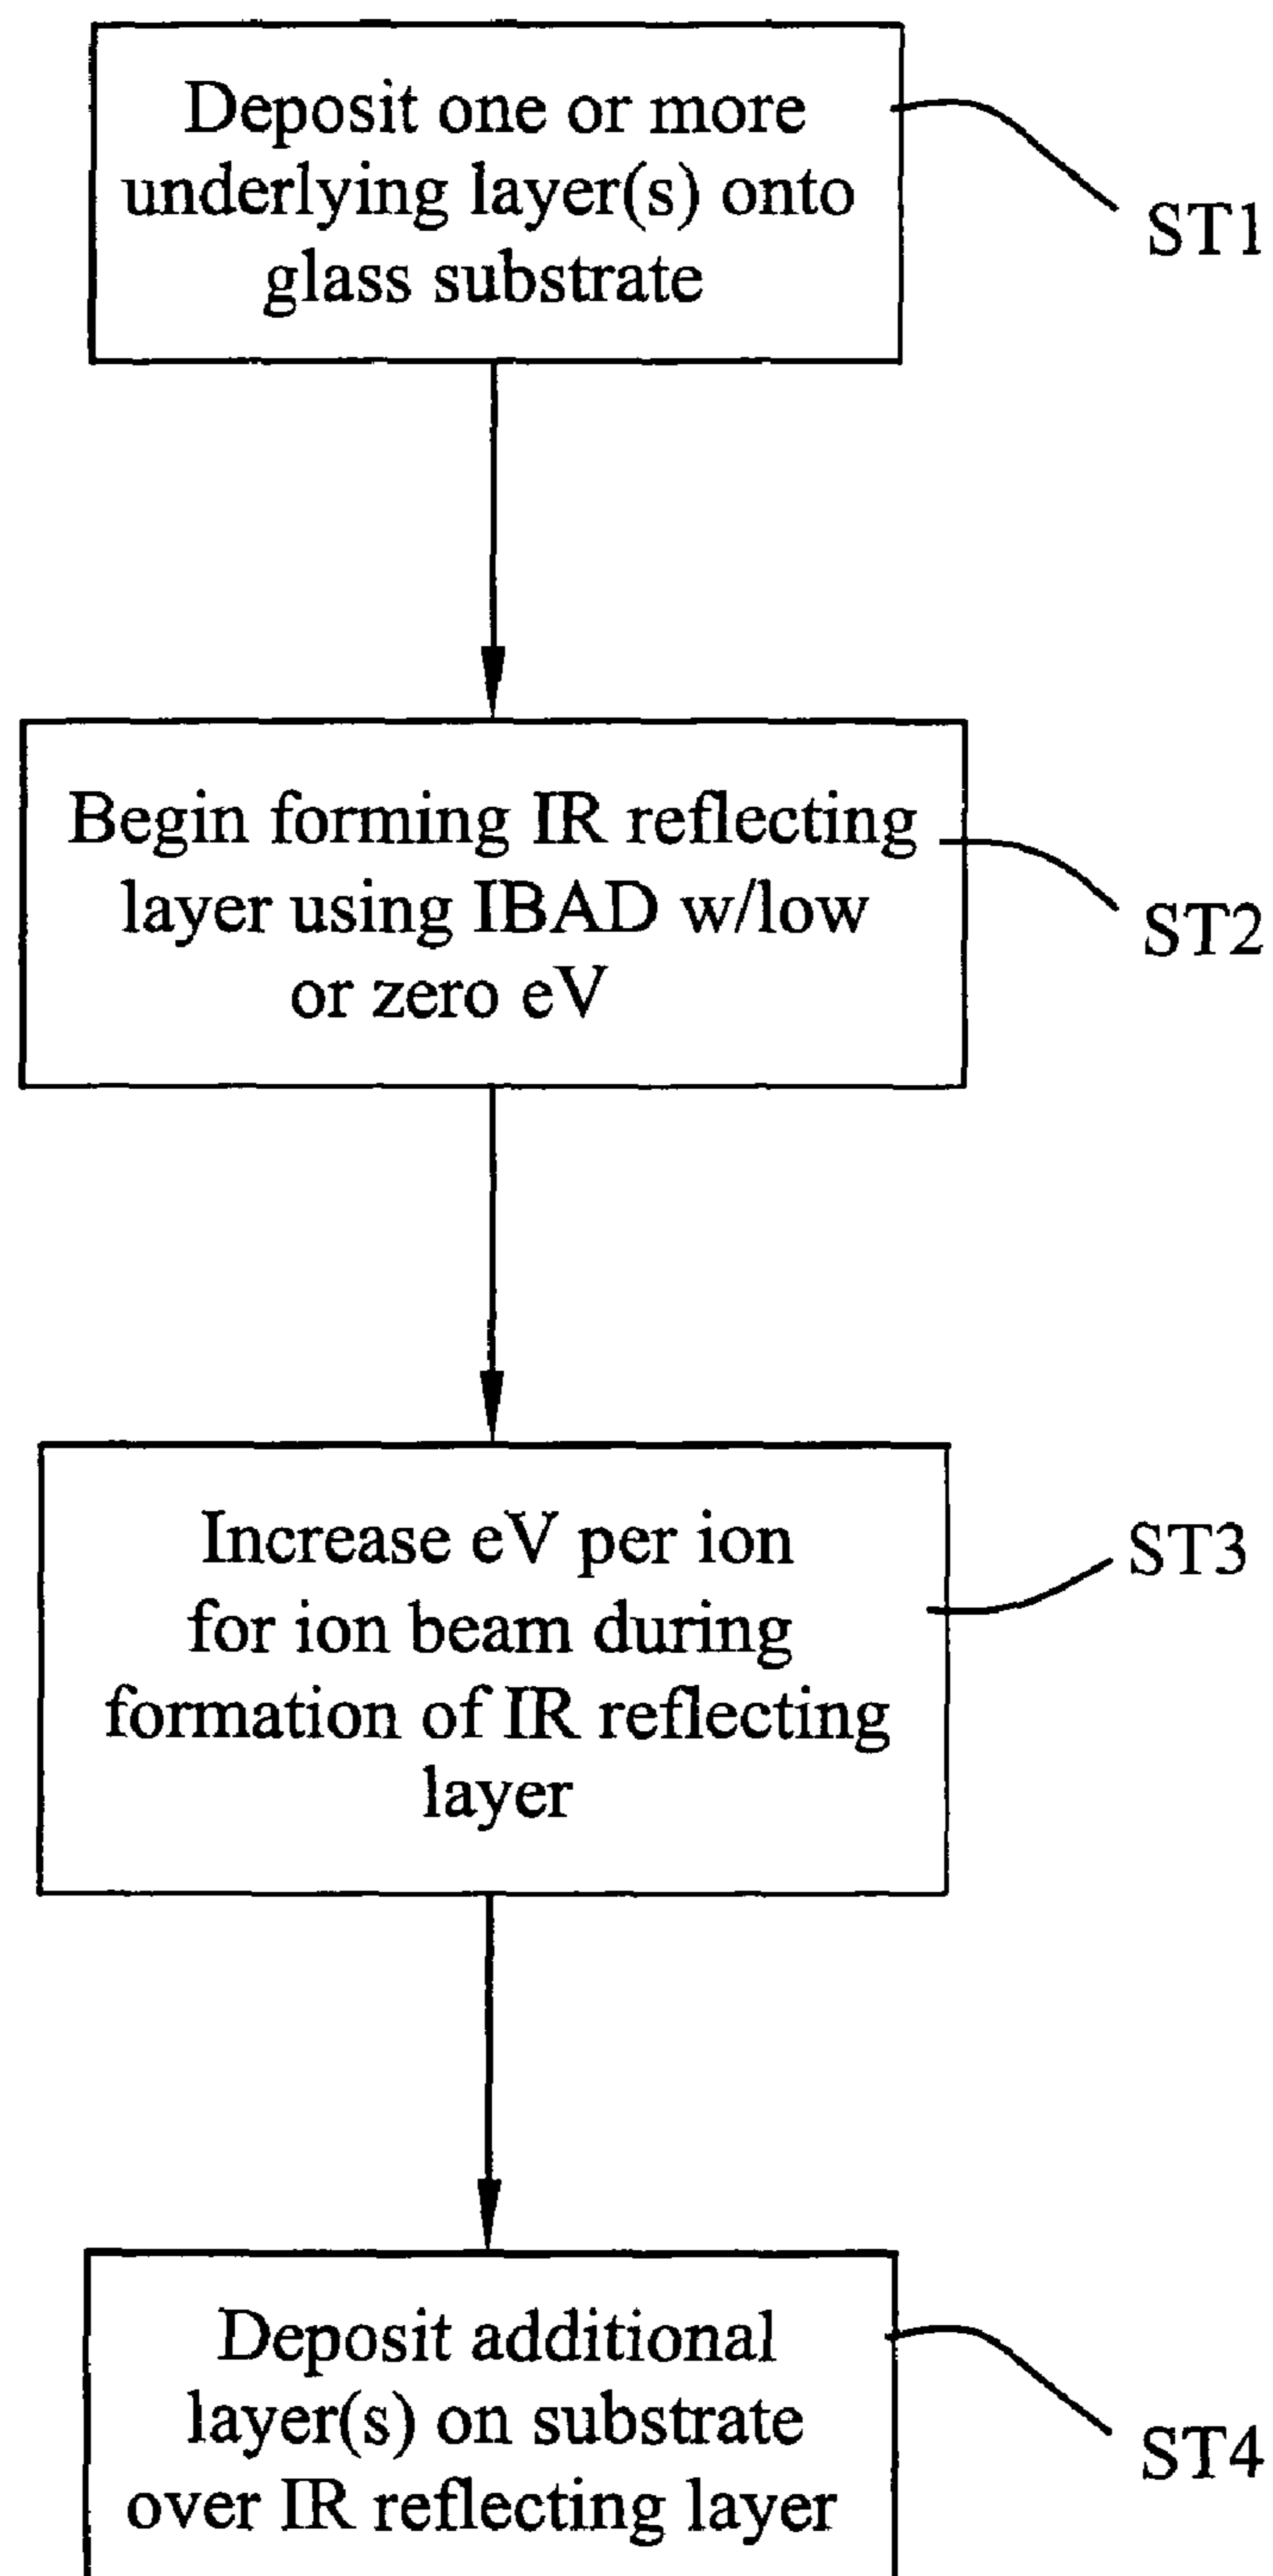 Deposit one or more
underlying layer(s) onto
glass substrate
ST1
Begin forming IR reflecting
layer using IBAD w/low
or zero eV
ST2
Increase eV per ion
for ion beam during
formation of IR reflecting
layer
ST3
Deposit additional
layer(s) on substrate
over IR reflecting layer
ST4